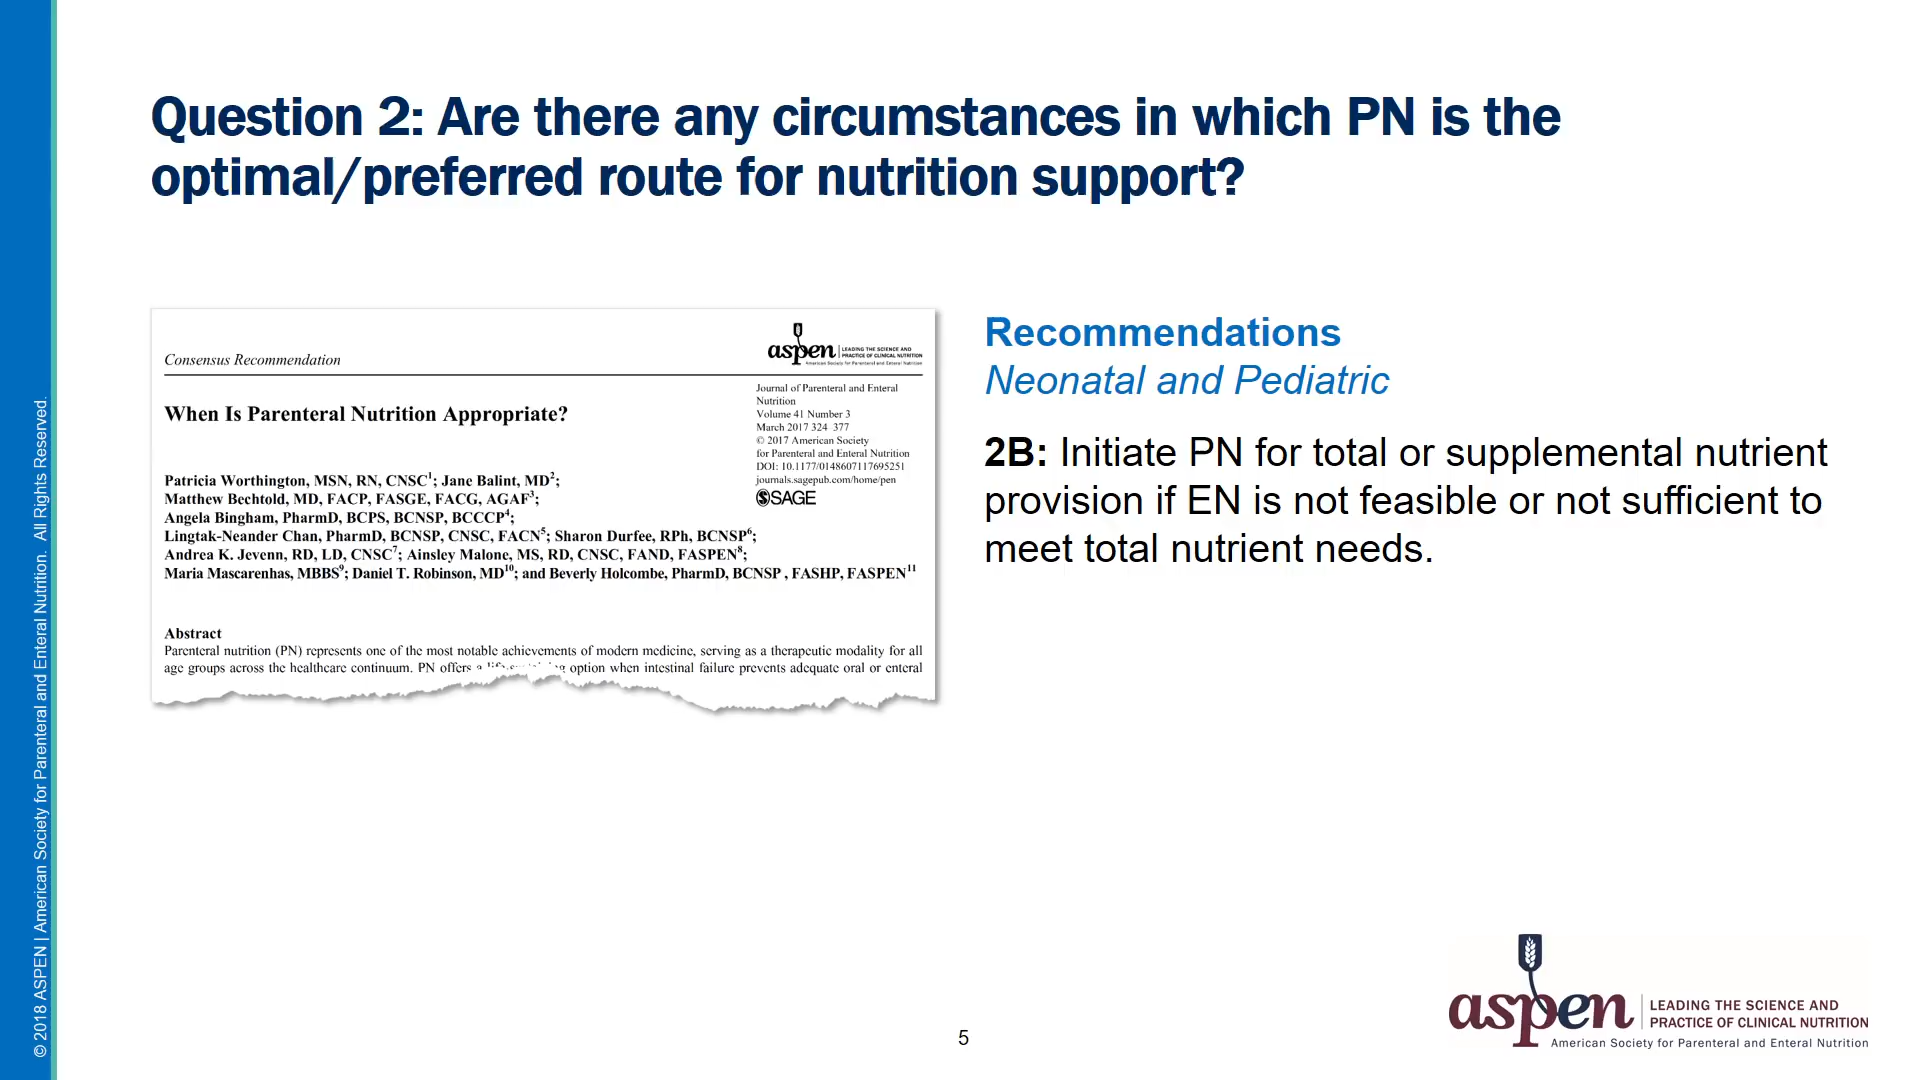 Question 2: Are there any circumstances in which PN is the
optimal/preferred route for nutrition support?
Consensus Recommendation
aspen LEADING THE SCIENCE AND
PRACTICE OF CLINICAL NUTRITION
American Society for Parenteral and Enteral Nutrition
When Is Parenteral Nutrition Appropriate?
Journal of Parenteral and Enteral
Nutrition
Volume 41 Number 3
March 2017 324 377
© 2017 American Society
for Parenteral and Enteral Nutrition
DOI: 10.1177/0148607117695251
journals.sagepub.com/home/pen
SAGE
Patricia Worthington, MSN, RN, CNSC1; Jane Balint, MD2;
Matthew Bechtold, MD, FACP, FASGE, FACG, AGAF3;
Angela Bingham, PharmD, BCPS, BCNSP, BCCCP4;
Lingtak-Neander Chan, PharmD, BCNSP, CNSC, FACN5; Sharon Durfee, RPh, BCNSP6;
Andrea K. Jevenn, RD, LD, CNSC7; Ainsley Malone, MS, RD, CNSC, FAND, FASPEN8;
Maria Mascarenhas, MBBS9; Daniel T. Robinson, MD10; and Beverly Holcombe, PharmD, BCNSP , FASHP, FASPEN11
Abstract
Parenteral nutrition (PN) represents one of the most notable achievements of modern medicine, serving as a therapeutic modality for all
age groups across the healthcare continuum. PN offers a option when intestinal failure prevents adequate oral or enteral
Recommendations
Neonatal and Pediatric
2B: Initiate PN for total or supplemental nutrient
provision if EN is not feasible or not sufficient to
meet total nutrient needs.
© 2018 ASPEN | American Society for Parenteral and Enteral Nutrition. All Rights Reserved.
5
aspen LEADING THE SCIENCE AND
PRACTICE OF CLINICAL NUTRITION
American Society for Parenteral and Enteral Nutrition